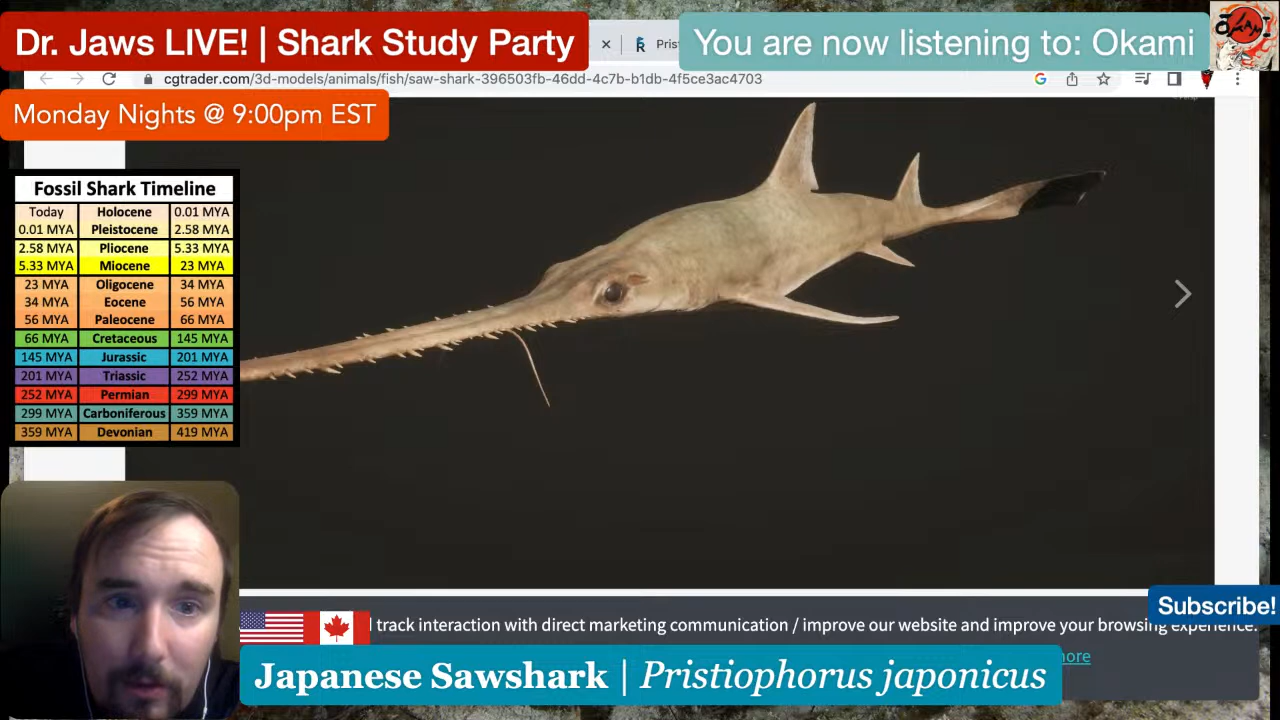 Dr. Jaws LIVE! | Shark Study Party
Pris
You are now listening to: Okami
cgtrader.com/3d-models/animals/fish/saw-shark-396503fb-46dd-4c7b-b1db-4f5ce3ac4703
Monday Nights @ 9:00pm EST
Fossil Shark Timeline
Today Holocene 0.01 MYA
0.01 MYA Pleistocene 2.58 MYA
2.58 MYA Pliocene 5.33 MYA
5.33 MYA Miocene 23 MYA
23 MYA Oligocene 34 MYA
34 MYA Eocene 56 MYA
56 MYA Paleocene 66 MYA
66 MYA Cretaceous 145 MYA
145 MYA Jurassic 201 MYA
201 MYA Triassic 252 MYA
252 MYA Permian 299 MYA
299 MYA Carboniferous 359 MYA
359 MYA Devonian 419 MYA
Subscribe!
track interaction with direct marketing communication / improve our website and improve your browsing experience.
ore
Japanese Sawshark | Pristiophorus japonicus